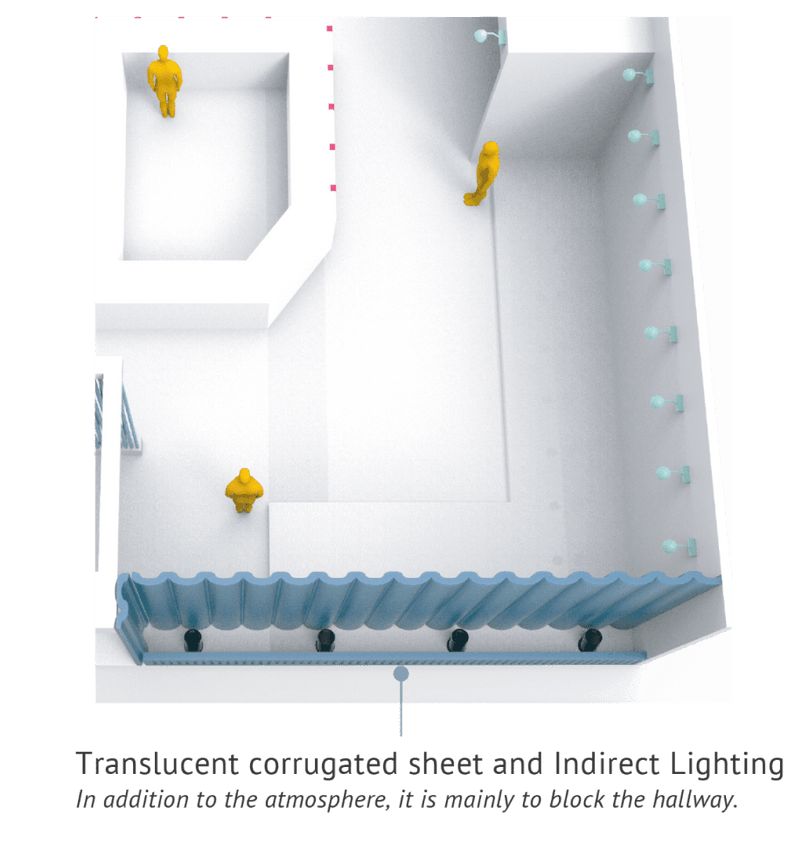 Translucent corrugated sheet and Indirect Lighting
In addition to the atmosphere, it is mainly to block the hallway.